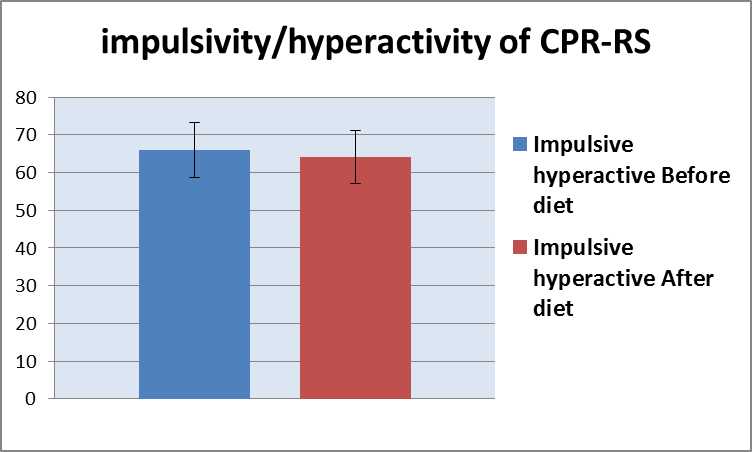 impulsivity/hyperactivity of CPR-RS
80
70
60
50
40
30
20
10
0
Impulsive
hyperactive Before
diet
Impulsive
hyperactive After
diet